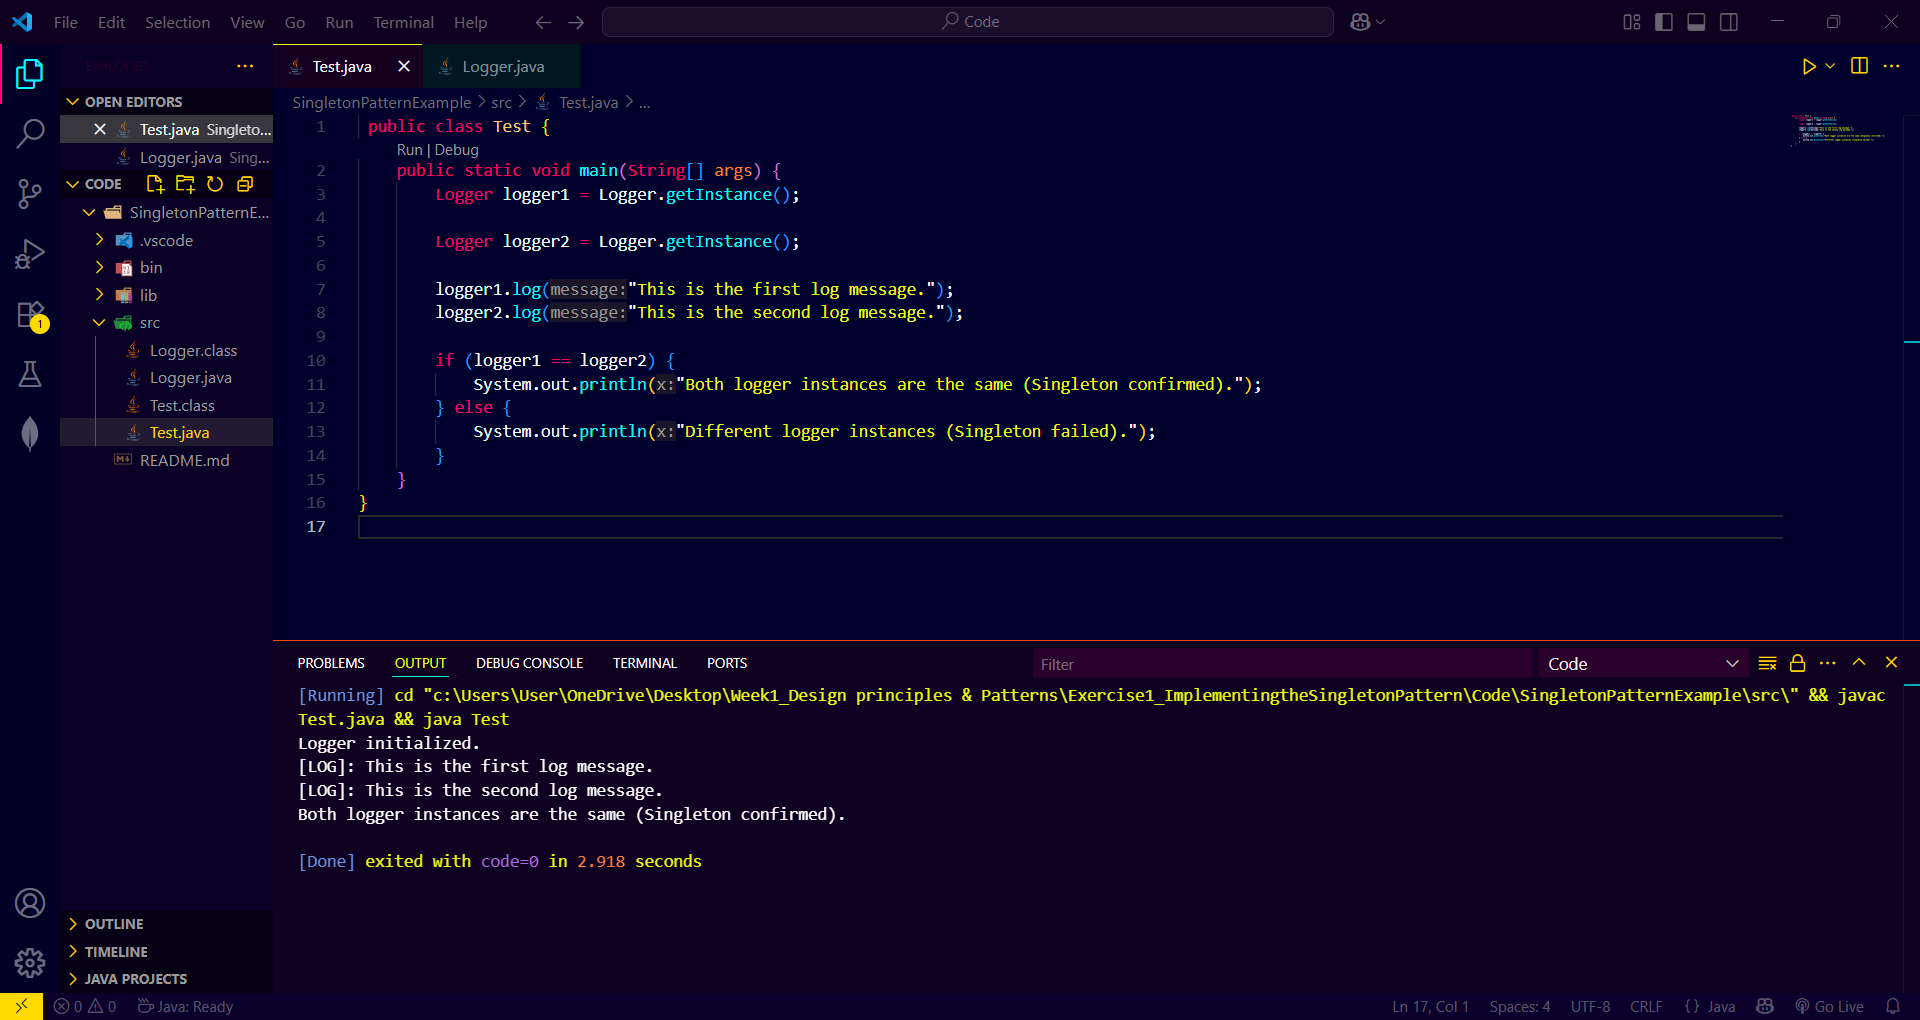 File Edit Selection View Go Run Terminal Help
Code
EXPLORER
Test.java
Logger.java
OPEN EDITORS
Test.java Singleto...
Logger.java Sing...
CODE
SingletonPatternE...
.vscode
bin
lib
src
Logger.class
Logger.java
Test.class
Test.java
README.md
OUTLINE
TIMELINE
JAVA PROJECTS
1
SingletonPatternExample > src > Test.java > ...
1 public class Test {
Run | Debug
2 public static void main(String[] args) {
3 Logger logger1 = Logger.getInstance();
4
5 Logger logger2 = Logger.getInstance();
6
7 logger1.log(message:"This is the first log message.");
8 logger2.log(message:"This is the second log message.");
9
10 if (logger1 == logger2) {
11 System.out.println(x:"Both logger instances are the same (Singleton confirmed).");
12 } else {
13 System.out.println(x:"Different logger instances (Singleton failed).");
14 }
15 }
16 }
17
PROBLEMS OUTPUT DEBUG CONSOLE TERMINAL PORTS
Filter
Code
[Running] cd "c:\Users\User\OneDrive\Desktop\Week1_Design principles & Patterns\Exercise1_ImplementingtheSingletonPattern\Code\SingletonPatternExample\src\" && javac
Test.java && java Test
Logger initialized.
[LOG]: This is the first log message.
[LOG]: This is the second log message.
Both logger instances are the same (Singleton confirmed).
[Done] exited with code=0 in 2.918 seconds
0 0 Java: Ready
Ln 17, Col 1 Spaces: 4 UTF-8 CRLF {} Java Go Live